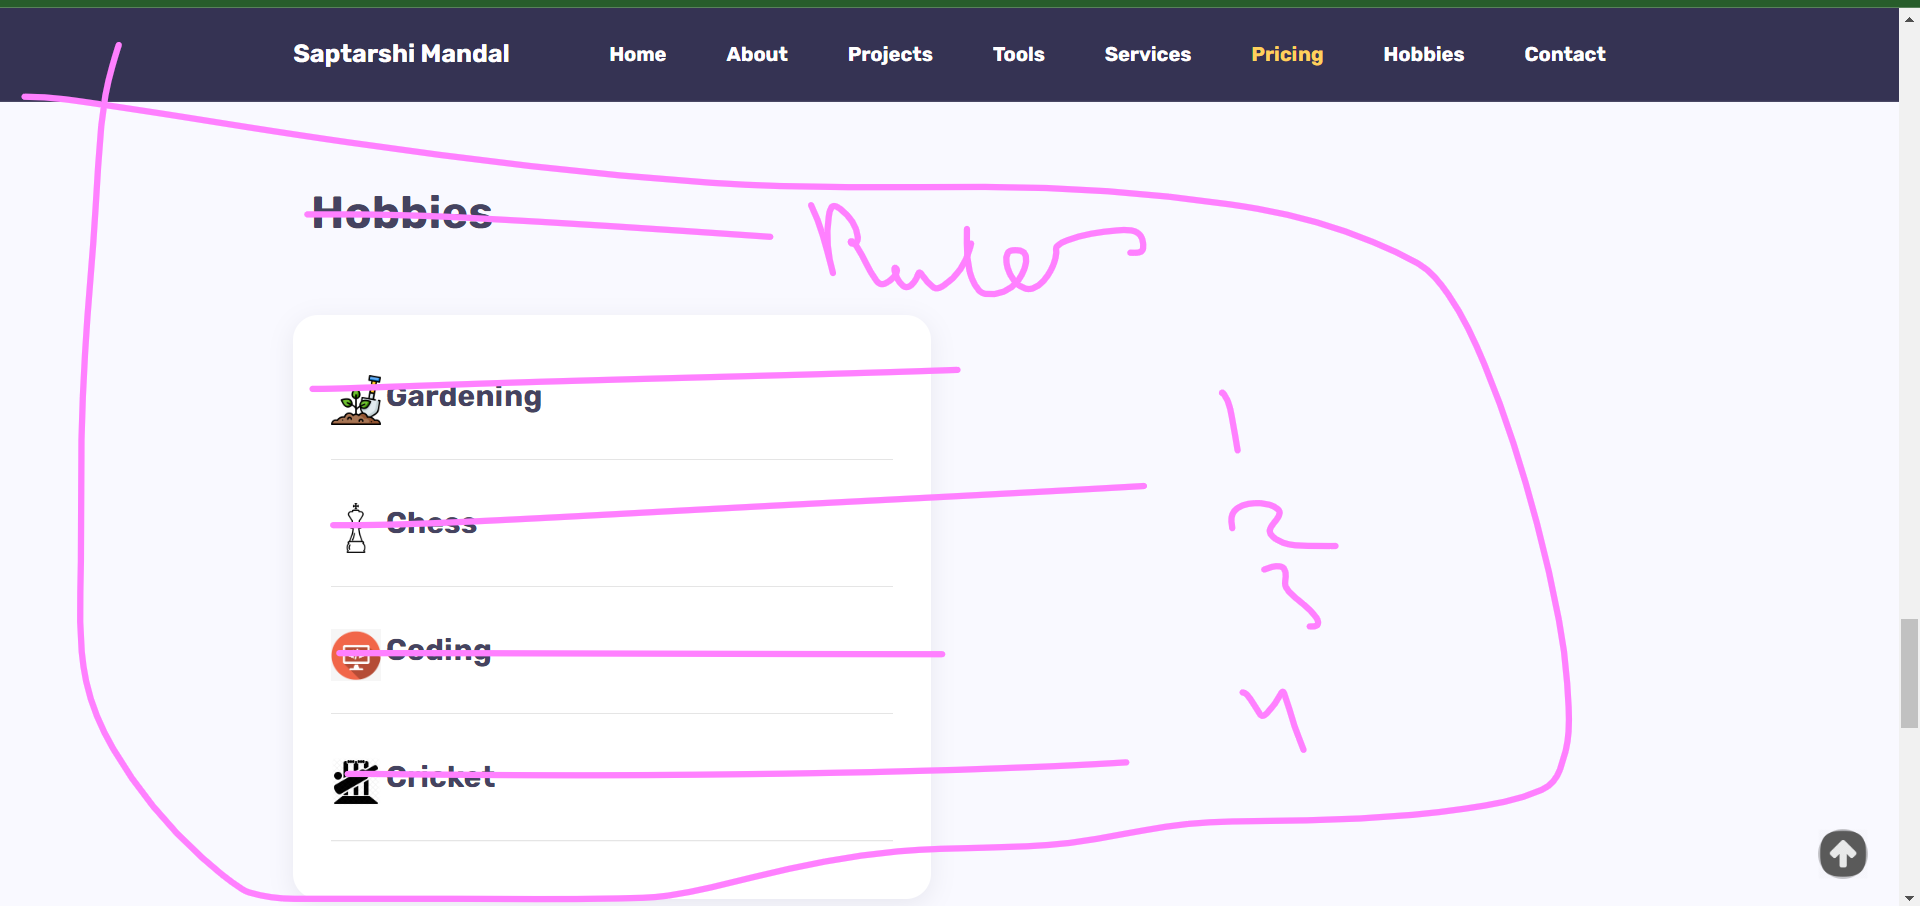 Saptarshi Mandal Home About Projects Tools Services Pricing Hobbies Contact
Hobbies
Rules
Gardening
1
Chess
2
3
Coding
4
Cricket